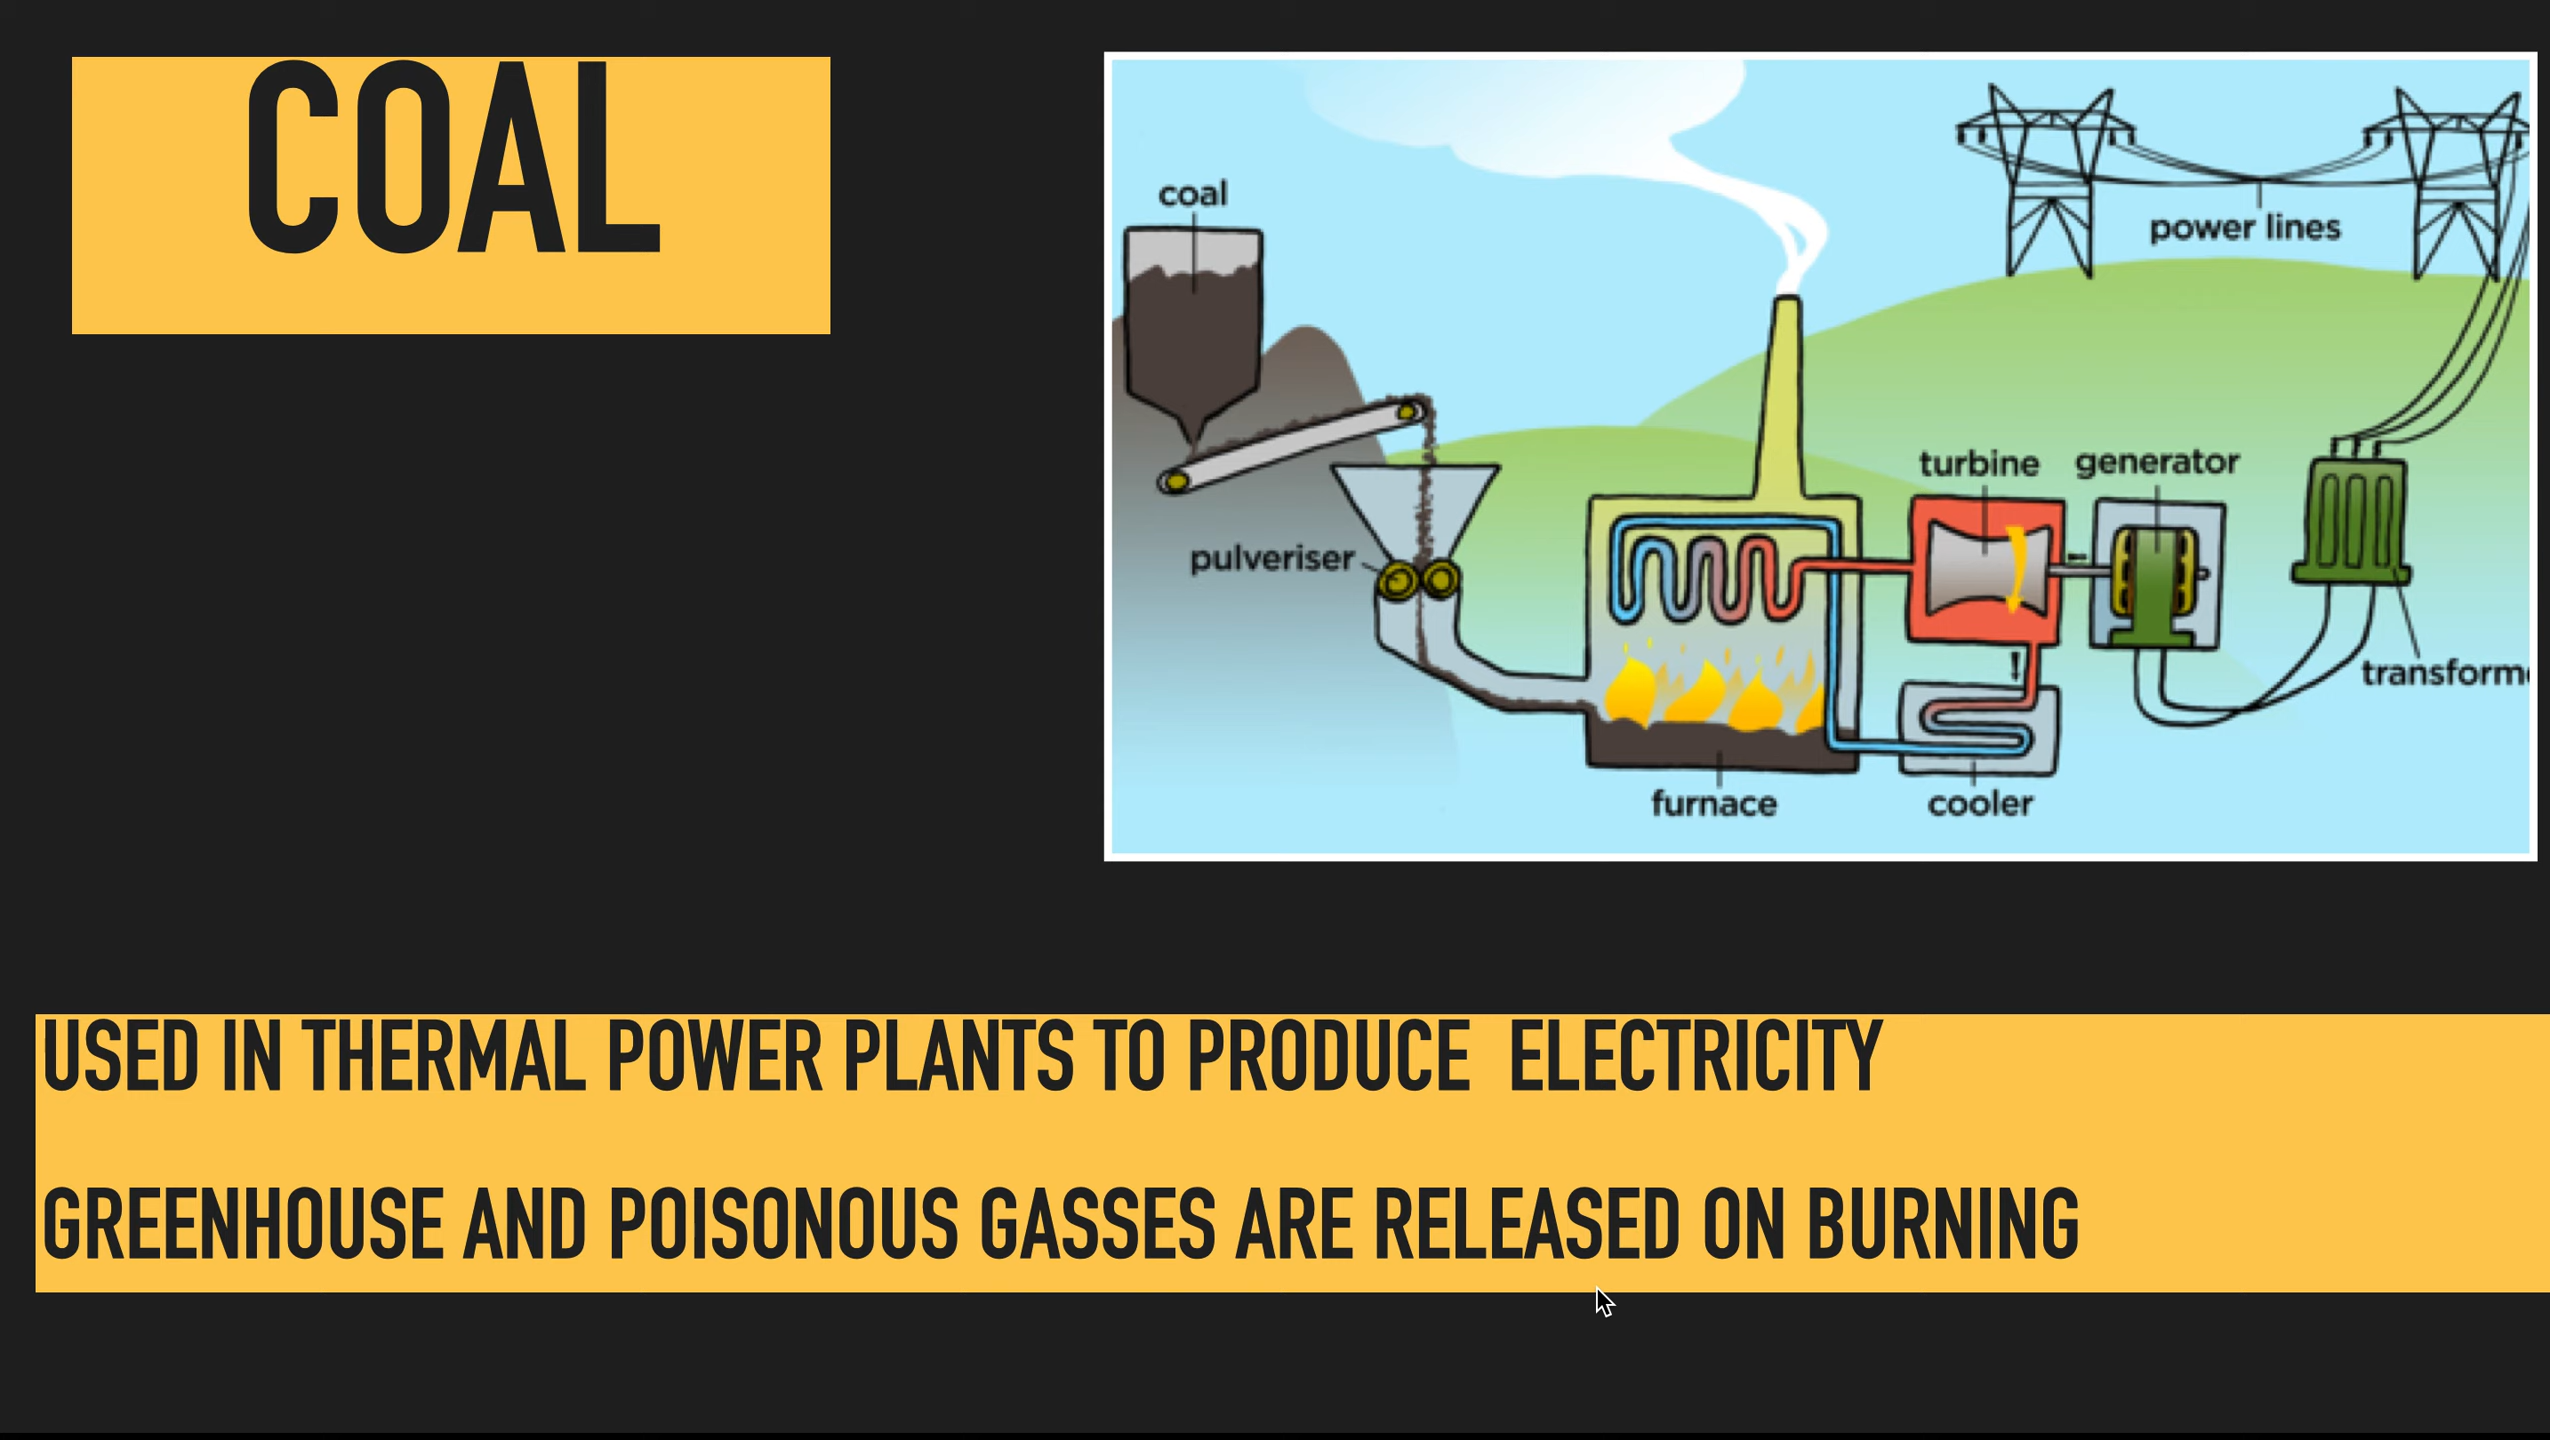 COAL
coal
power lines
turbine generator
pulveriser
transform
furnace
cooler
USED IN THERMAL POWER PLANTS TO PRODUCE  ELECTRICITY
GREENHOUSE AND POISONOUS GASSES ARE RELEASED ON BURNING